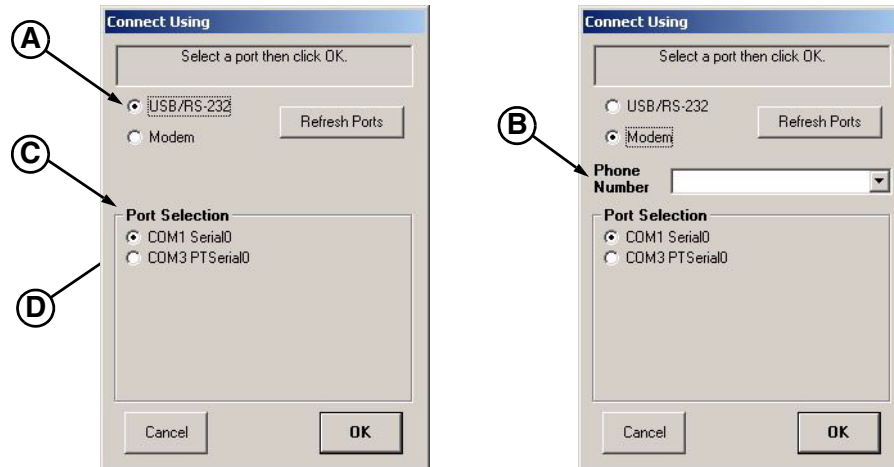 Connect Using
Select a port then click OK.
A
USB/RS-232
Refresh Ports
Modem
C
Port Selection
COM1 Serial0
COM3 PTSerial0
D
Cancel
OK
Connect Using
Select a port then click OK.
USB/RS-232
Refresh Ports
Modem
B
Phone
Number
Port Selection
COM1 Serial0
COM3 PTSerial0
Cancel
OK